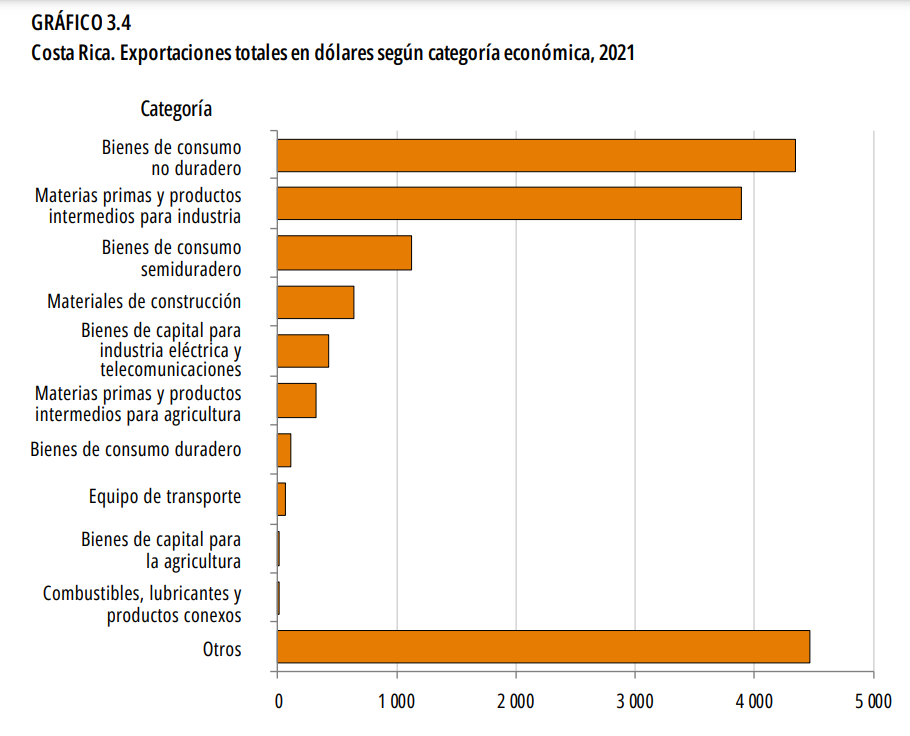 GRÁFICO 3.4
Costa Rica. Exportaciones totales en dólares según categoría económica, 2021
Categoría
Bienes de consumo
no duradero
Materias primas y productos
intermedios para industria
Bienes de consumo
semiduradero
Materiales de construcción
Bienes de capital para
industria eléctrica y
telecomunicaciones
Materias primas y productos
intermedios para agricultura
Bienes de consumo duradero
Equipo de transporte
Bienes de capital para
la agricultura
Combustibles, lubricantes y
productos conexos
Otros
0 1 000 2 000 3 000 4 000 5 000